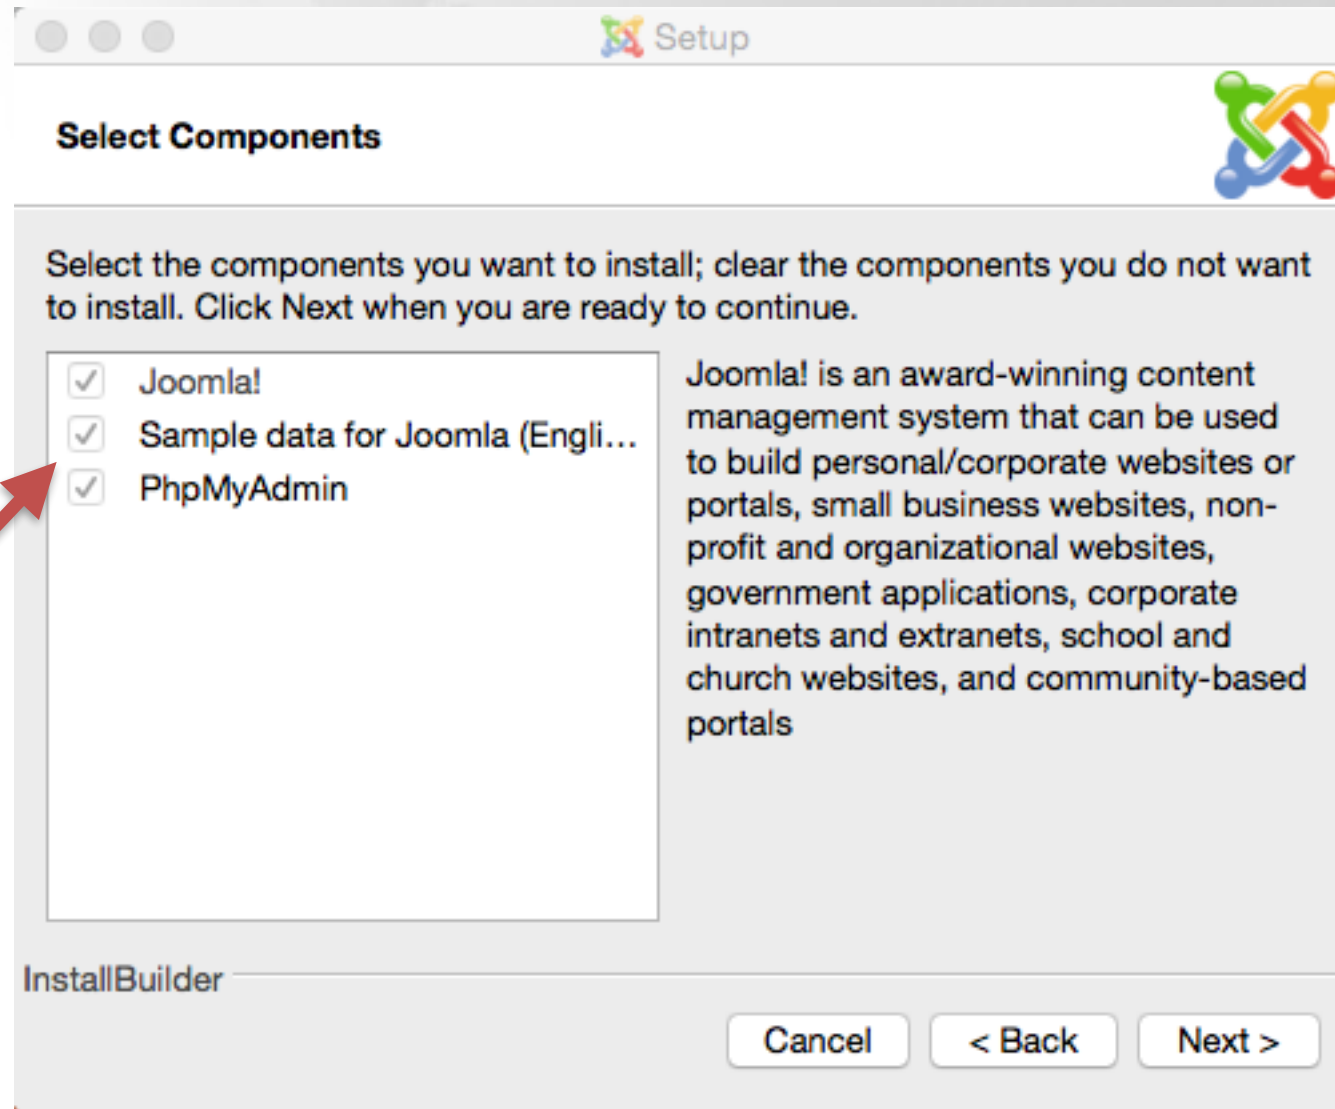 Setup
Select Components
Select the components you want to install; clear the components you do not want
to install. Click Next when you are ready to continue.
Joomla!
Sample data for Joomla (Engli...
PhpMyAdmin
Joomla! is an award-winning content
management system that can be used
to build personal/corporate websites or
portals, small business websites, non-
profit and organizational websites,
government applications, corporate
intranets and extranets, school and
church websites, and community-based
portals
InstallBuilder
Cancel
< Back
Next >